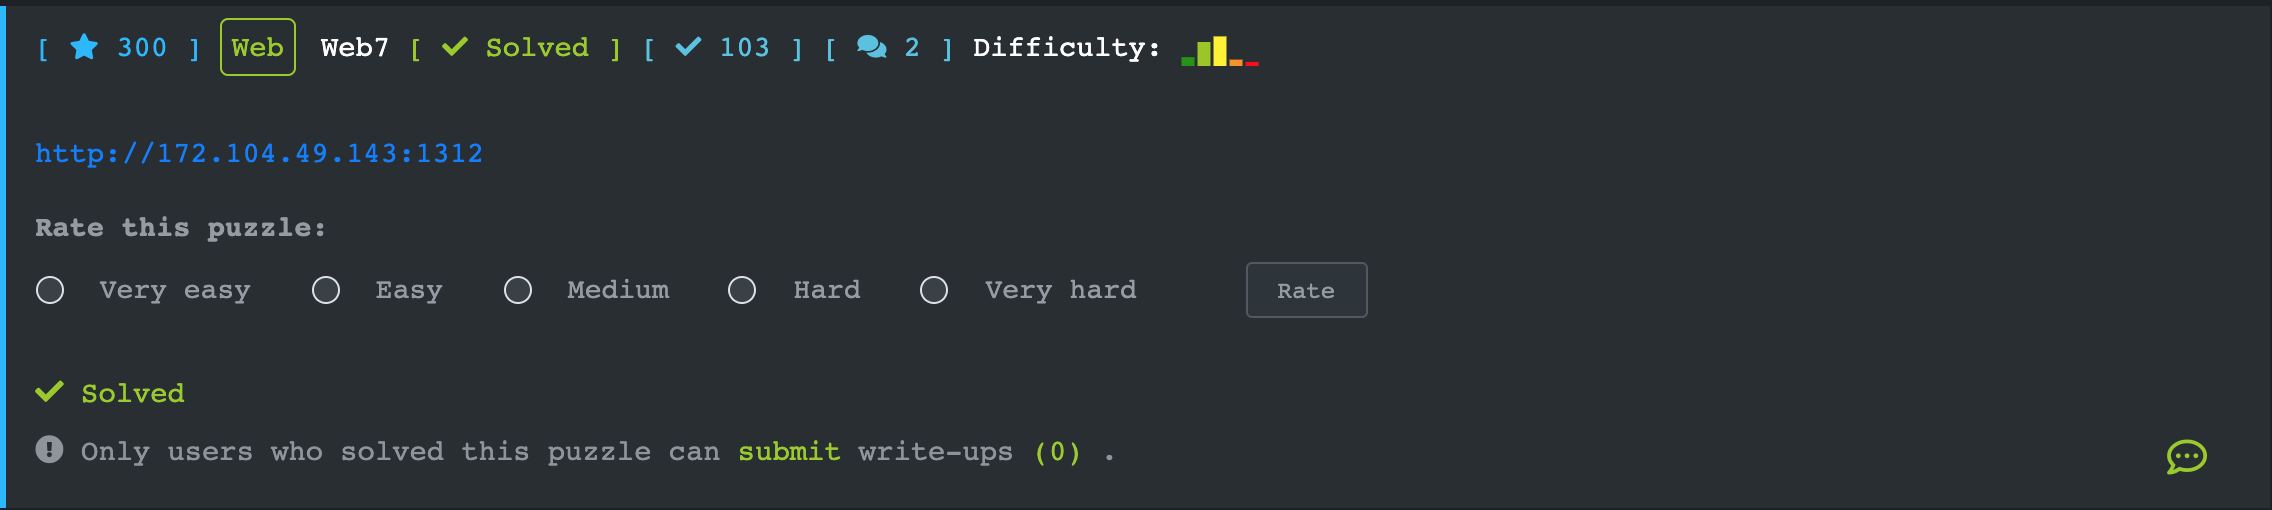 [ 300 ] Web Web7 [ Solved ] [ 103 ] [ 2 ] Difficulty:
http://172.104.49.143:1312
Rate this puzzle:
Very easy Easy Medium Hard Very hard Rate
Solved
Only users who solved this puzzle can submit write-ups (0) .